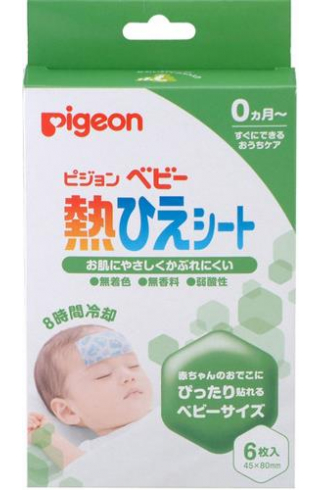 pigeon
0ヵ月～
すぐにできる
おうちケア
ピジョン ベビー
熱ひえシート
お肌にやさしくかぶれにくい
●無着色 ●無香料 ●弱酸性
8時間冷却
赤ちゃんのおでこに
ぴったり貼れる
ベビーサイズ
6枚入
45×80mm